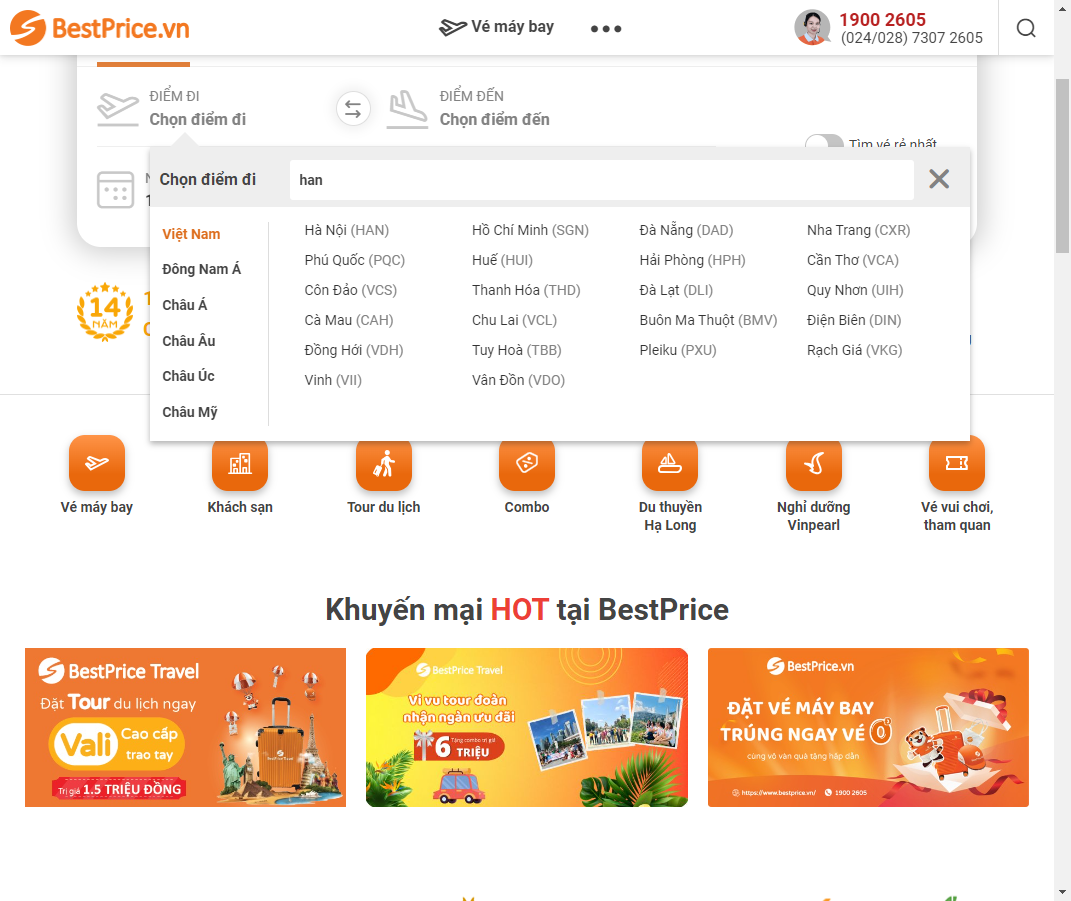 BestPrice.vn
Vé máy bay
1900 2605
(024/028) 7307 2605
ĐIỂM ĐI
Chọn điểm đi
ĐIỂM ĐẾN
Chọn điểm đến
Tìm vé rẻ nhất
Chọn điểm đi
han
Việt Nam
Đông Nam Á
Châu Á
Châu Âu
Châu Úc
Châu Mỹ
Hà Nội (HAN)
Hồ Chí Minh (SGN)
Đà Nẵng (DAD)
Nha Trang (CXR)
Phú Quốc (PQC)
Huế (HUI)
Hải Phòng (HPH)
Cần Thơ (VCA)
Côn Đảo (VCS)
Thanh Hóa (THD)
Đà Lạt (DLI)
Quy Nhơn (UIH)
Cà Mau (CAH)
Chu Lai (VCL)
Buôn Ma Thuột (BMV)
Điện Biên (DIN)
Đồng Hới (VDH)
Tuy Hoà (TBB)
Pleiku (PXU)
Rạch Giá (VKG)
Vinh (VII)
Vân Đồn (VDO)
14
NĂM
Vé máy bay
Khách sạn
Tour du lịch
Combo
Du thuyền
Hạ Long
Nghỉ dưỡng
Vinpearl
Vé vui chơi,
tham quan
Khuyến mại HOT tại BestPrice
BestPrice Travel
Đặt Tour du lịch ngay
Vali Cao cấp
trao tay
Trị giá 1.5 TRIỆU ĐỒNG
BestPrice Travel
Vi vu tour đoàn
nhận ngàn ưu đãi
Tặng combo trị giá
6 TRIỆU
BestPrice.vn
ĐẶT VÉ MÁY BAY
TRÚNG NGAY VÉ 0đ
cùng vô vàn quà tặng hấp dẫn
https://www.bestprice.vn/
1900 2605